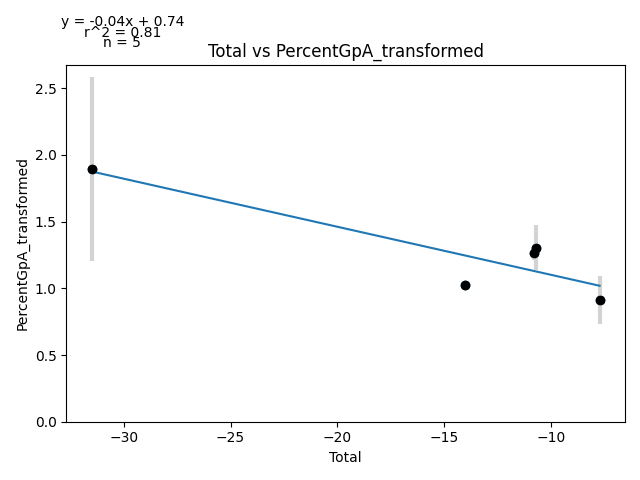 y = -0.04x + 0.74
r^2 = 0.81
n = 5
Total vs PercentGpA_transformed
PercentGpA_transformed
2.5
2.0
1.5
1.0
0.5
0.0
−30
−25
−20
−15
−10
Total